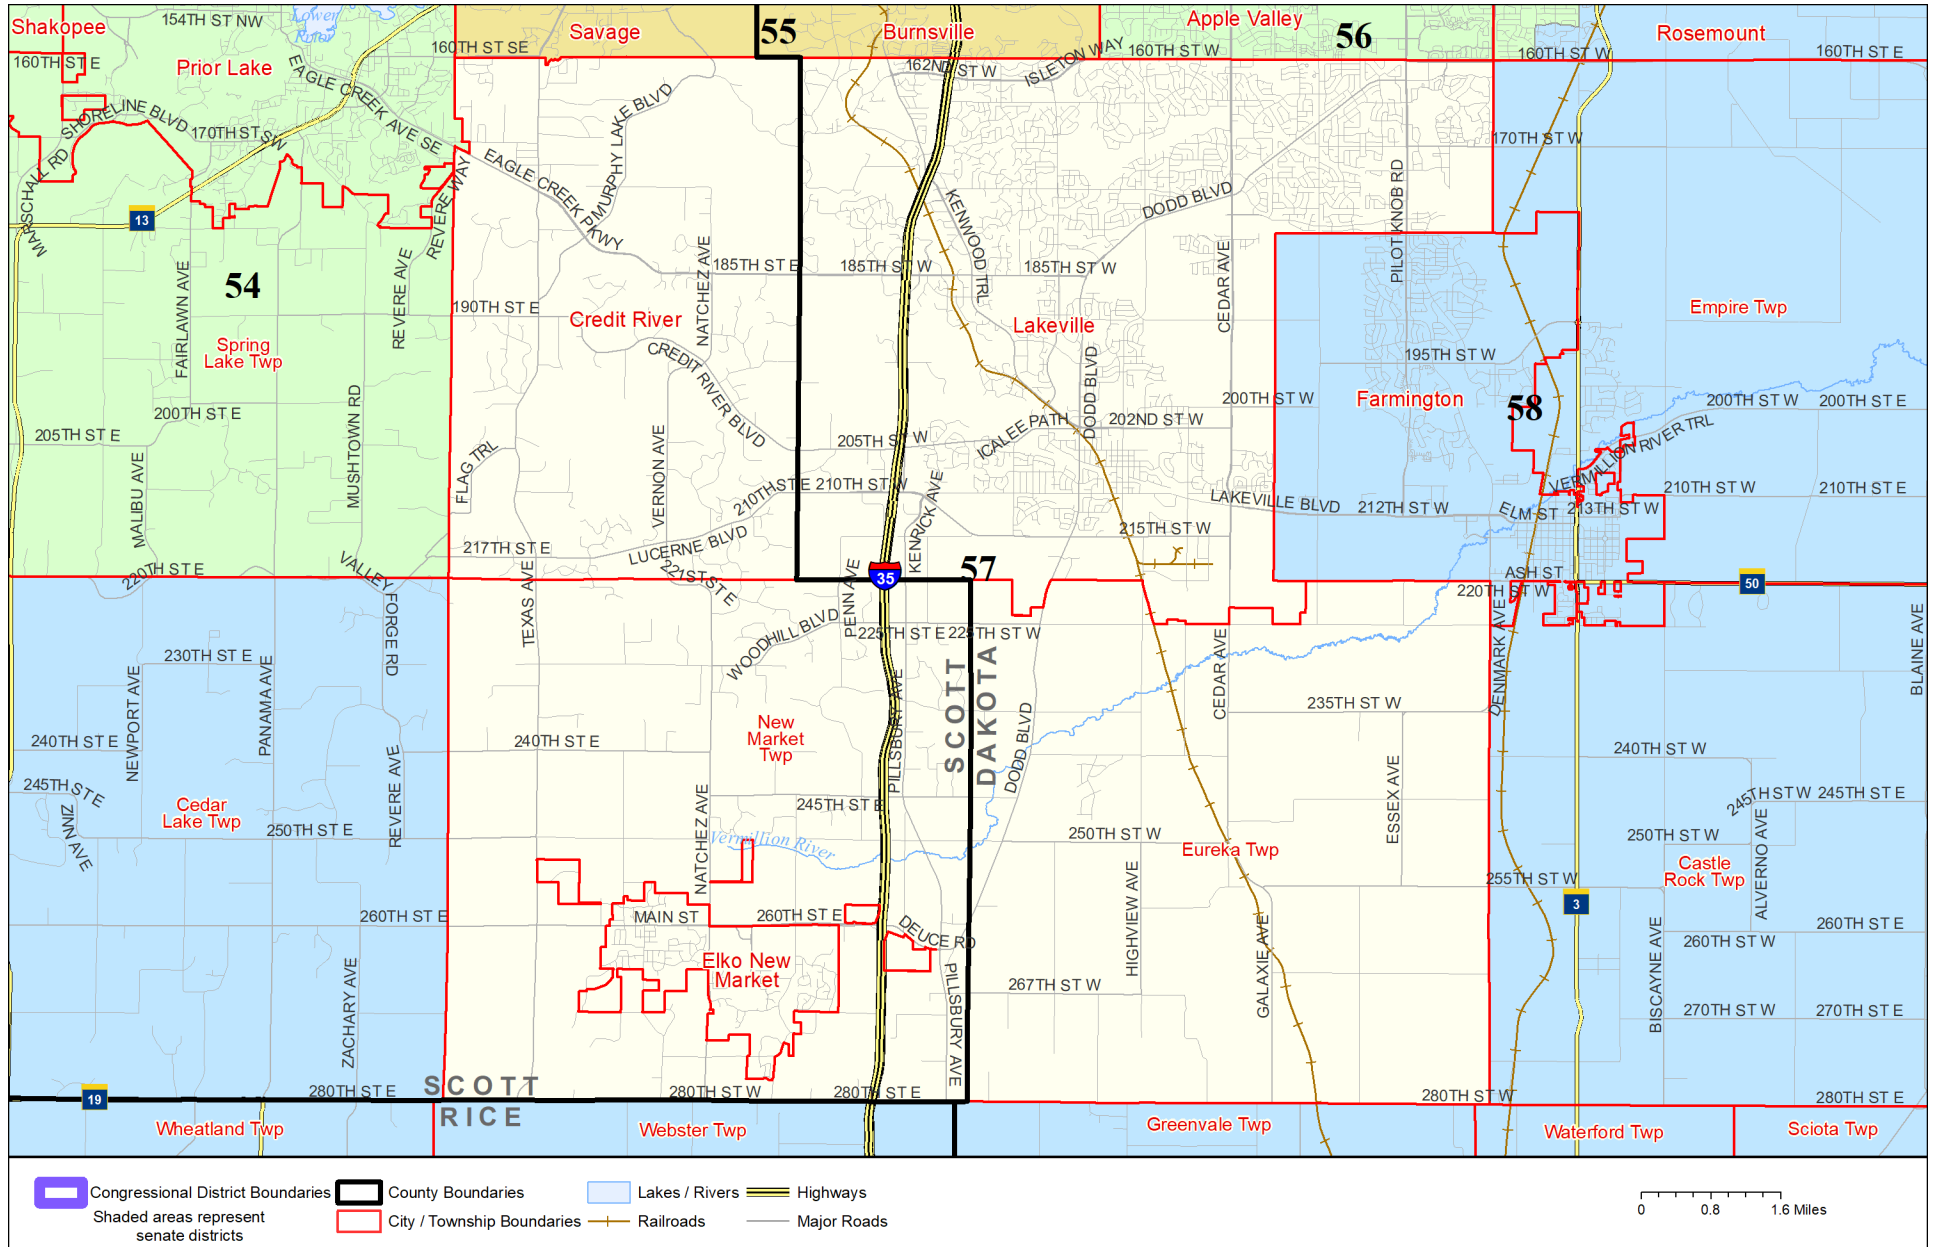 Shakopee
154TH ST NW
Lower
Prior
Savage
55
Burnsville
Apple Valley
56
Rosemount
160TH ST SE
160TH ST W
160TH ST W
160TH ST E
160TH ST E
Prior Lake
EAGLE CREEK AVE SE
162ND ST W
ISLETON WAY
SHORELINE BLVD
170TH ST SW
170TH ST W
MURPHY LAKE BLVD
MARSCHALL RD
EAGLE CREEK PKWY
REVERE WAY
KENWOOD TRL
DODD BLVD
PILOT KNOB RD
13
54
FAIRLAWN AVE
REVERE AVE
NATCHEZ AVE
185TH ST E
185TH ST W
185TH ST W
CEDAR AVE
190TH ST E
Credit River
Lakeville
Empire Twp
Spring
Lake Twp
CREDIT RIVER BLVD
DODD BLVD
195TH ST W
MUSHTOWN RD
200TH ST E
200TH ST W
Farmington
58
200TH ST W
200TH ST E
205TH ST E
205TH ST W
ICALEE PATH
202ND ST W
VERMILLION RIVER TRL
MALIBU AVE
FLAG TRL
VERNON AVE
210TH ST E
210TH ST W
KENRICK AVE
LAKEVILLE BLVD
212TH ST W
210TH ST W
210TH ST E
ELM ST
213TH ST W
215TH ST W
217TH ST E
LUCERNE BLVD
57
220TH ST E
VALLEY
FORGE RD
221ST ST E
35
ASH ST
220TH ST W
50
TEXAS AVE
PENN AVE
WOODHILL BLVD
225TH ST E
225TH ST W
DENMARK AVE
BLAINE AVE
230TH ST E
NEWPORT AVE
PANAMA AVE
PILLSBURY AVE
SCOTT
DAKOTA
DODD BLVD
CEDAR AVE
235TH ST W
240TH ST E
240TH ST E
New
Market
Twp
240TH ST W
REVERE AVE
ESSEX AVE
245TH ST E
ZINN AVE
Cedar
Lake Twp
NATCHEZ AVE
245TH ST E
245TH ST W
245TH ST E
250TH ST E
Vermillion River
250TH ST W
Eureka Twp
250TH ST W
ALVERNO AVE
Castle
Rock Twp
255TH ST W
HIGHVIEW AVE
3
260TH ST E
MAIN ST
260TH ST E
DEUCE RD
GALAXIE AVE
BISCAYNE AVE
260TH ST E
260TH ST W
Elko New
Market
ZACHARY AVE
PILLSBURY AVE
267TH ST W
270TH ST W
270TH ST E
19
SCOTT
RICE
280TH ST E
280TH ST W
280TH ST E
280TH ST W
280TH ST E
Wheatland Twp
Webster Twp
Greenvale Twp
Waterford Twp
Sciota Twp
Congressional District Boundaries
County Boundaries
Lakes / Rivers
Highways
Shaded areas represent
senate districts
City / Township Boundaries
Railroads
Major Roads
0 0.8 1.6 Miles